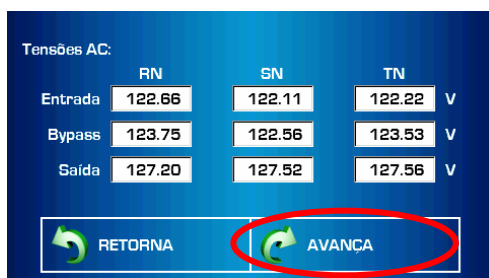 Tensões AC:
RN SN TN
Entrada 122.66 122.11 122.22 V
Bypass 123.75 122.56 123.53 V
Saída 127.20 127.52 127.56 V
RETORNA AVANÇA